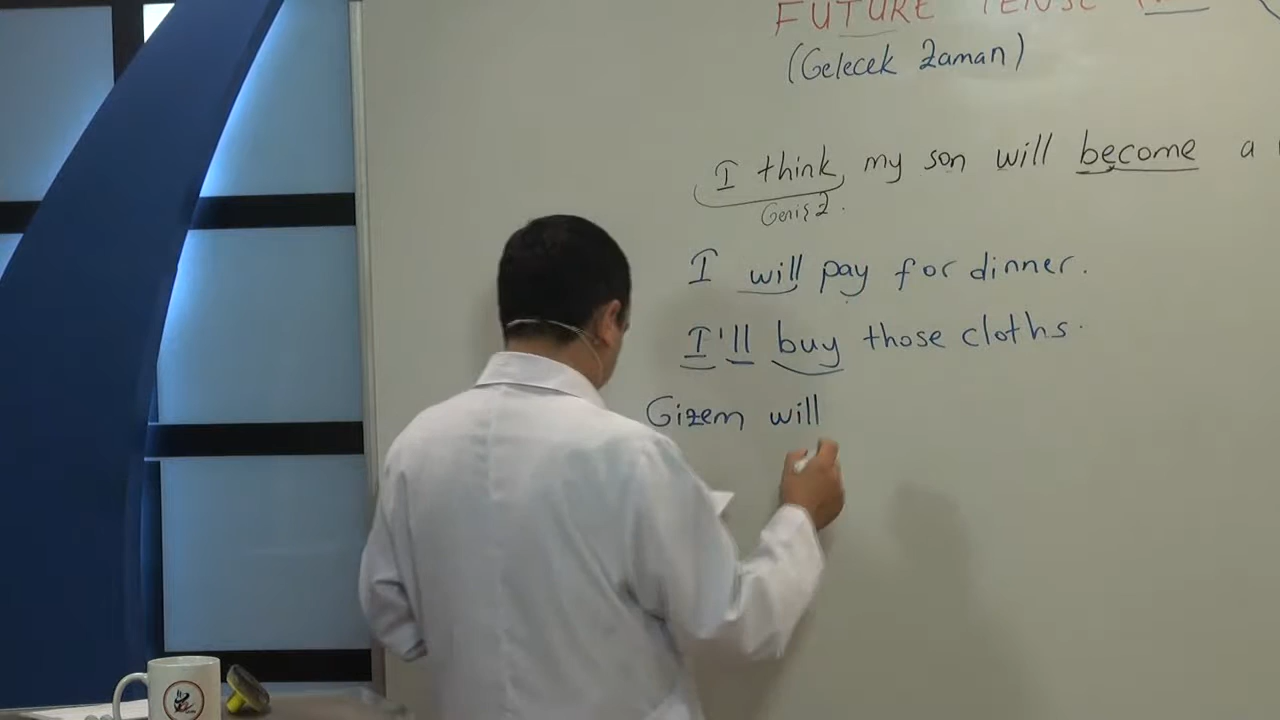 FUTURE TENSE
(Gelecek Zaman)
I think, my son will become a
Geniş Z.
I will pay for dinner.
I'll buy those cloths.
Gizem will